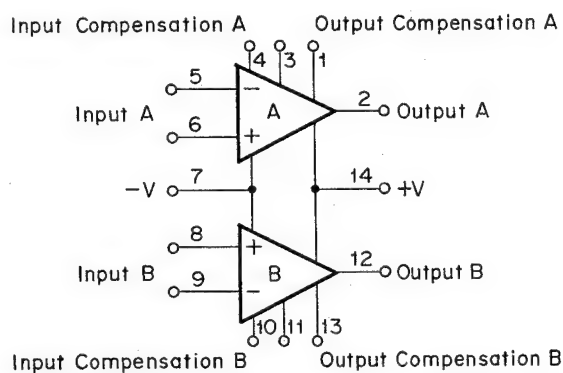 Input Compensation A Output Compensation A
4 3 1
5 − A 2 Output A
Input A
6 +
−V 7 14 +V
8 + B 12 Output B
Input B
9 −
10 11 13
Input Compensation B Output Compensation B